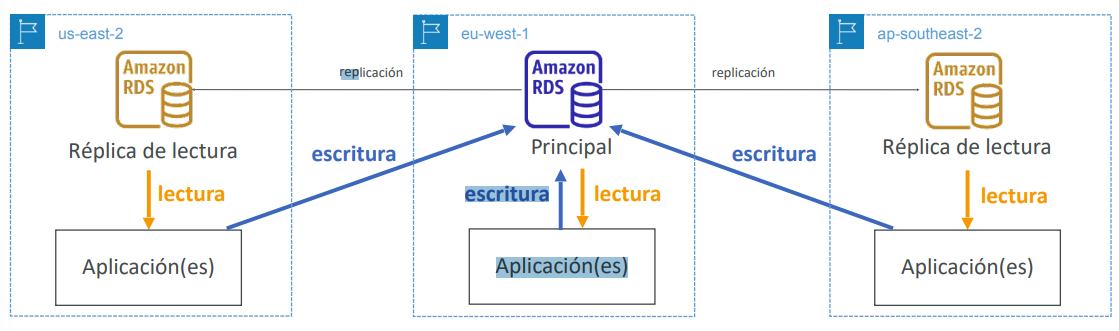 us-east-2
eu-west-1
ap-southeast-2
Amazon
RDS
replicación
Amazon
RDS
replicación
Amazon
RDS
Réplica de lectura
escritura
Principal
escritura
Réplica de lectura
lectura
escritura
lectura
lectura
Aplicación(es)
Aplicación(es)
Aplicación(es)